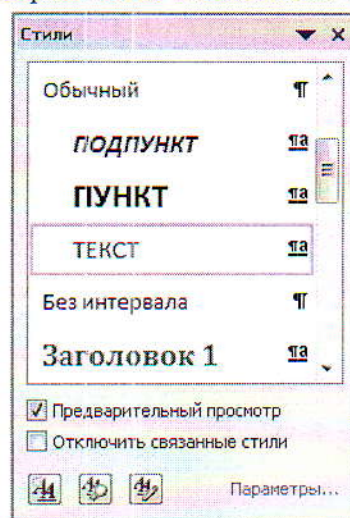 Стили
Обычный ¶
ПОДПУНКТ ¶a
ПУНКТ ¶a
ТЕКСТ ¶a
Без интервала ¶
Заголовок 1 ¶a
Предварительный просмотр
Отключить связанные стили
Параметры...